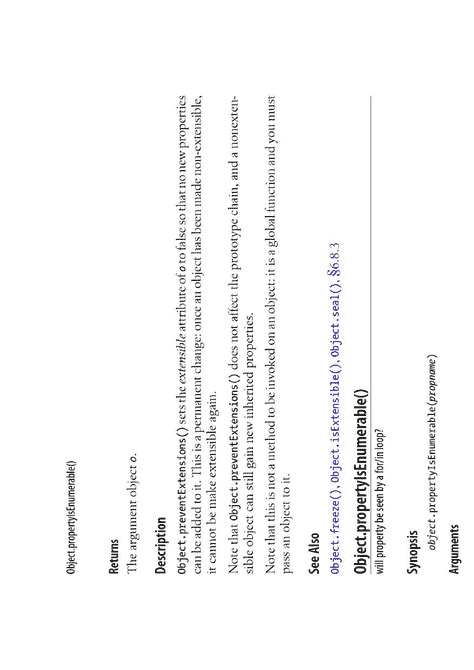 Object.propertyIsEnumerable()
Returns
The argument object o.
Description
Object.preventExtensions() sets the extensible attribute of o to false so that no new properties
can be added to it. This is a permanent change: once an object has been made non-extensible,
it cannot be make extensible again.
Note that Object.preventExtensions() does not affect the prototype chain, and a nonexten-
sible object can still gain new inherited properties.
Note that this is not a method to be invoked on an object: it is a global function and you must
pass an object to it.
See Also
Object.freeze(), Object.isExtensible(), Object.seal(), §6.8.3
Object.propertyIsEnumerable()
will property be seen by a for/in loop?
Synopsis
object.propertyIsEnumerable(propname)
Arguments